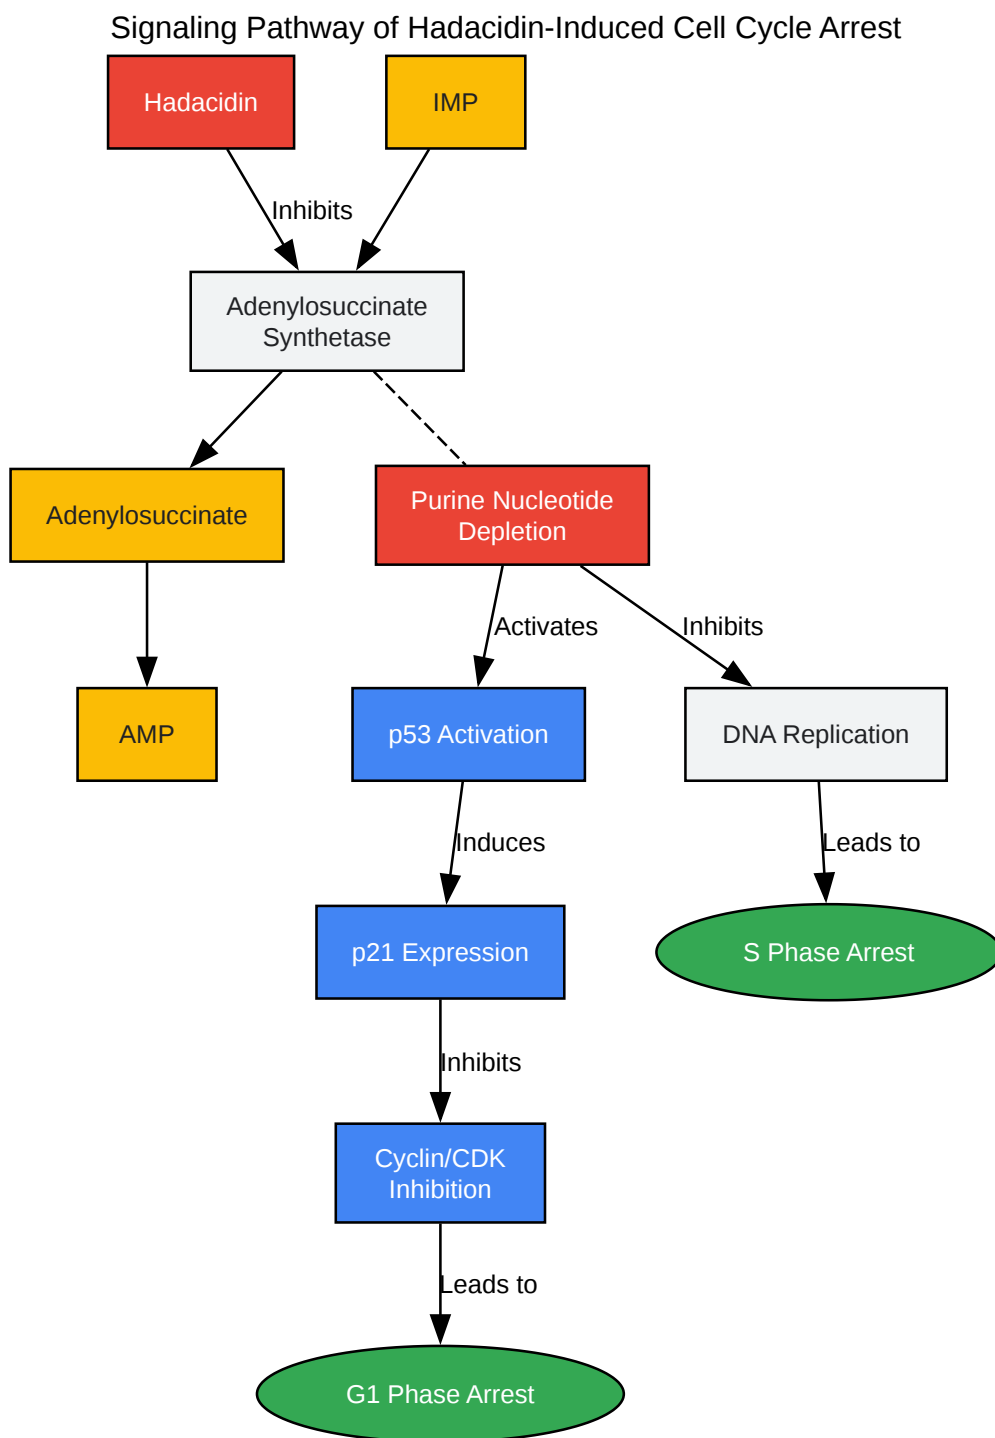 Signaling Pathway of Hadacidin-Induced Cell Cycle Arrest
Hadacidin
IMP
Inhibits
Adenylosuccinate
Synthetase
Adenylosuccinate
Purine Nucleotide
Depletion
Activates
Inhibits
AMP
p53 Activation
DNA Replication
Induces
Leads to
p21 Expression
S Phase Arrest
Inhibits
Cyclin/CDK
Inhibition
Leads to
G1 Phase Arrest